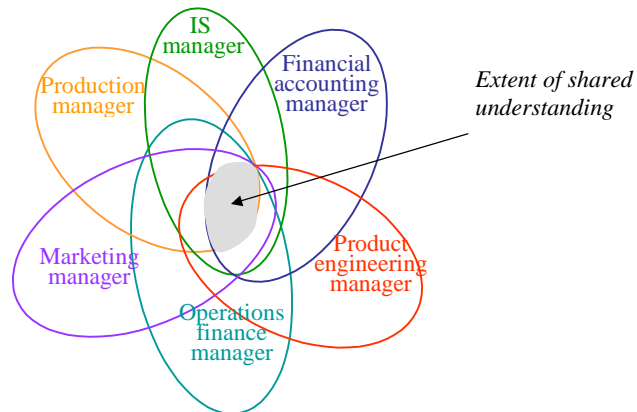 IS
manager
Financial
accounting
manager
Production
manager
Extent of shared
understanding
Marketing
manager
Product
engineering
manager
Operations
finance
manager